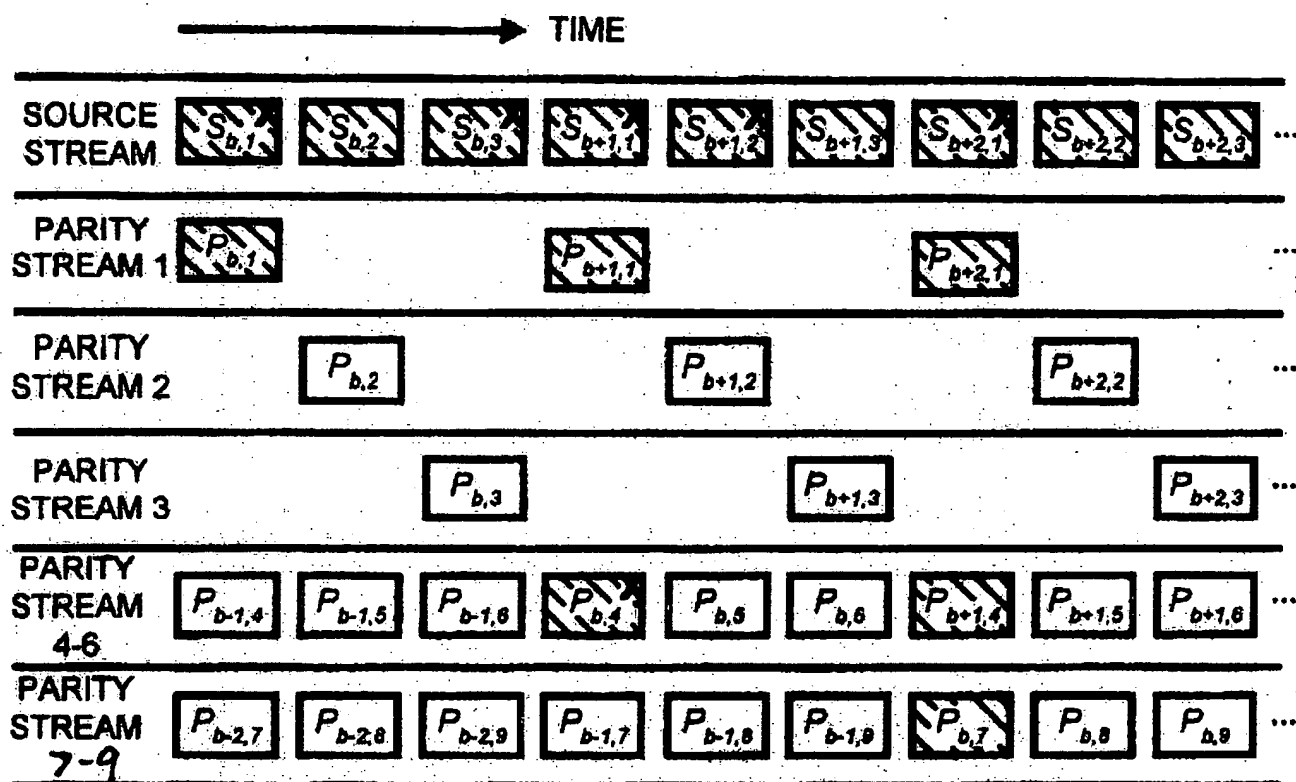 TIME
SOURCE STREAM S_b,1 S_b,2 S_b,3 S_b+1,1 S_b+1,2 S_b+1,3 S_b+2,1 S_b+2,2 S_b+2,3 ...
PARITY STREAM 1 P_b,1 P_b+1,1 P_b+2,1 ...
PARITY STREAM 2 P_b,2 P_b+1,2 P_b+2,2 ...
PARITY STREAM 3 P_b,3 P_b+1,3 P_b+2,3 ...
PARITY STREAM 4-6 P_b-1,4 P_b-1,5 P_b-1,6 P_b,4 P_b,5 P_b,6 P_b+1,4 P_b+1,5 P_b+1,6 ...
PARITY STREAM 7-9 P_b-2,7 P_b-2,8 P_b-2,9 P_b-1,7 P_b-1,8 P_b-1,9 P_b,7 P_b,8 P_b,9 ...